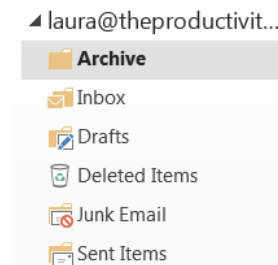 laura@theproductivit...
Archive
Inbox
Drafts
Deleted Items
Junk Email
Sent Items